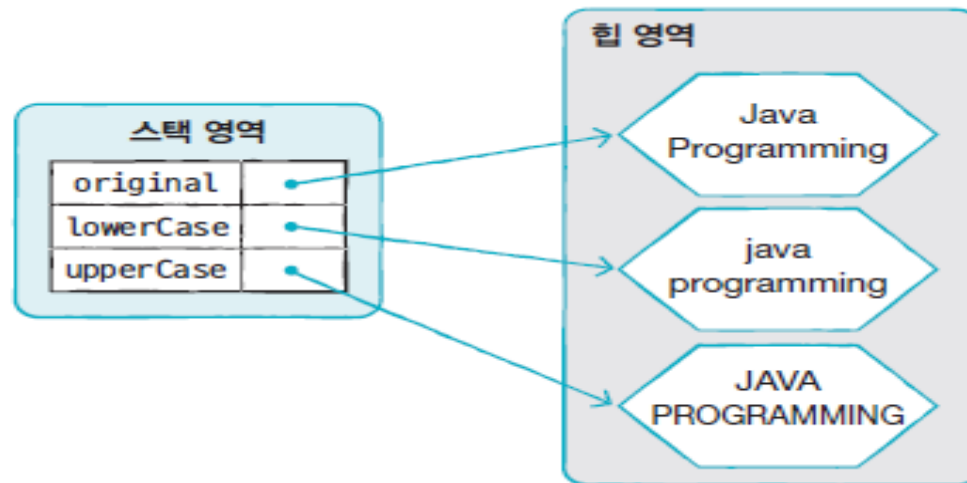 스택 영역
original
lowerCase
upperCase
힙 영역
Java
Programming
java
programming
JAVA
PROGRAMMING